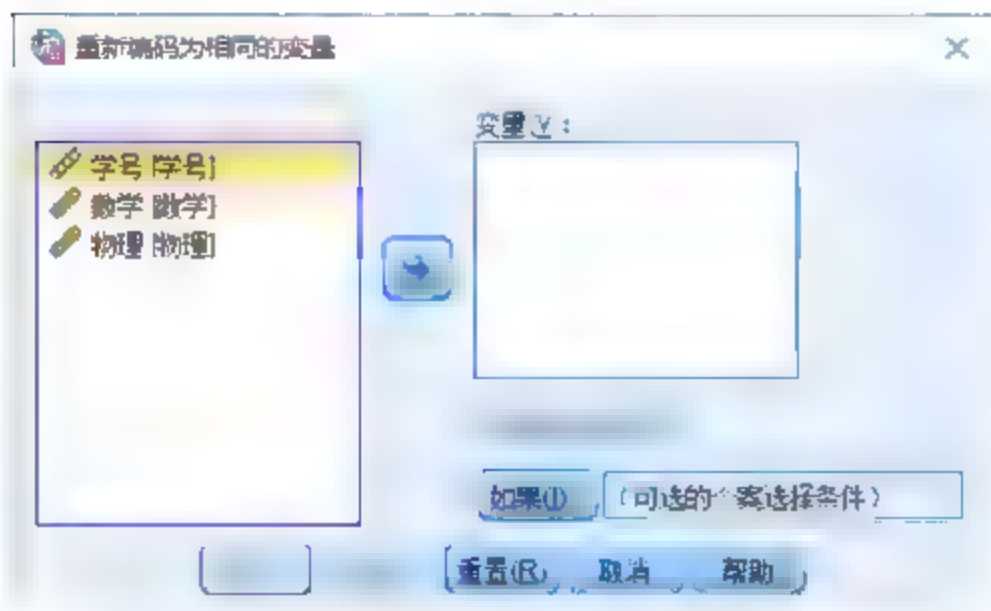 重新编码为相同的变量
变量 V：
学号 [学号]
数学 [数学]
物理 [物理]
如果(I) （可选的个案选择条件）
重置(R) 取消 帮助